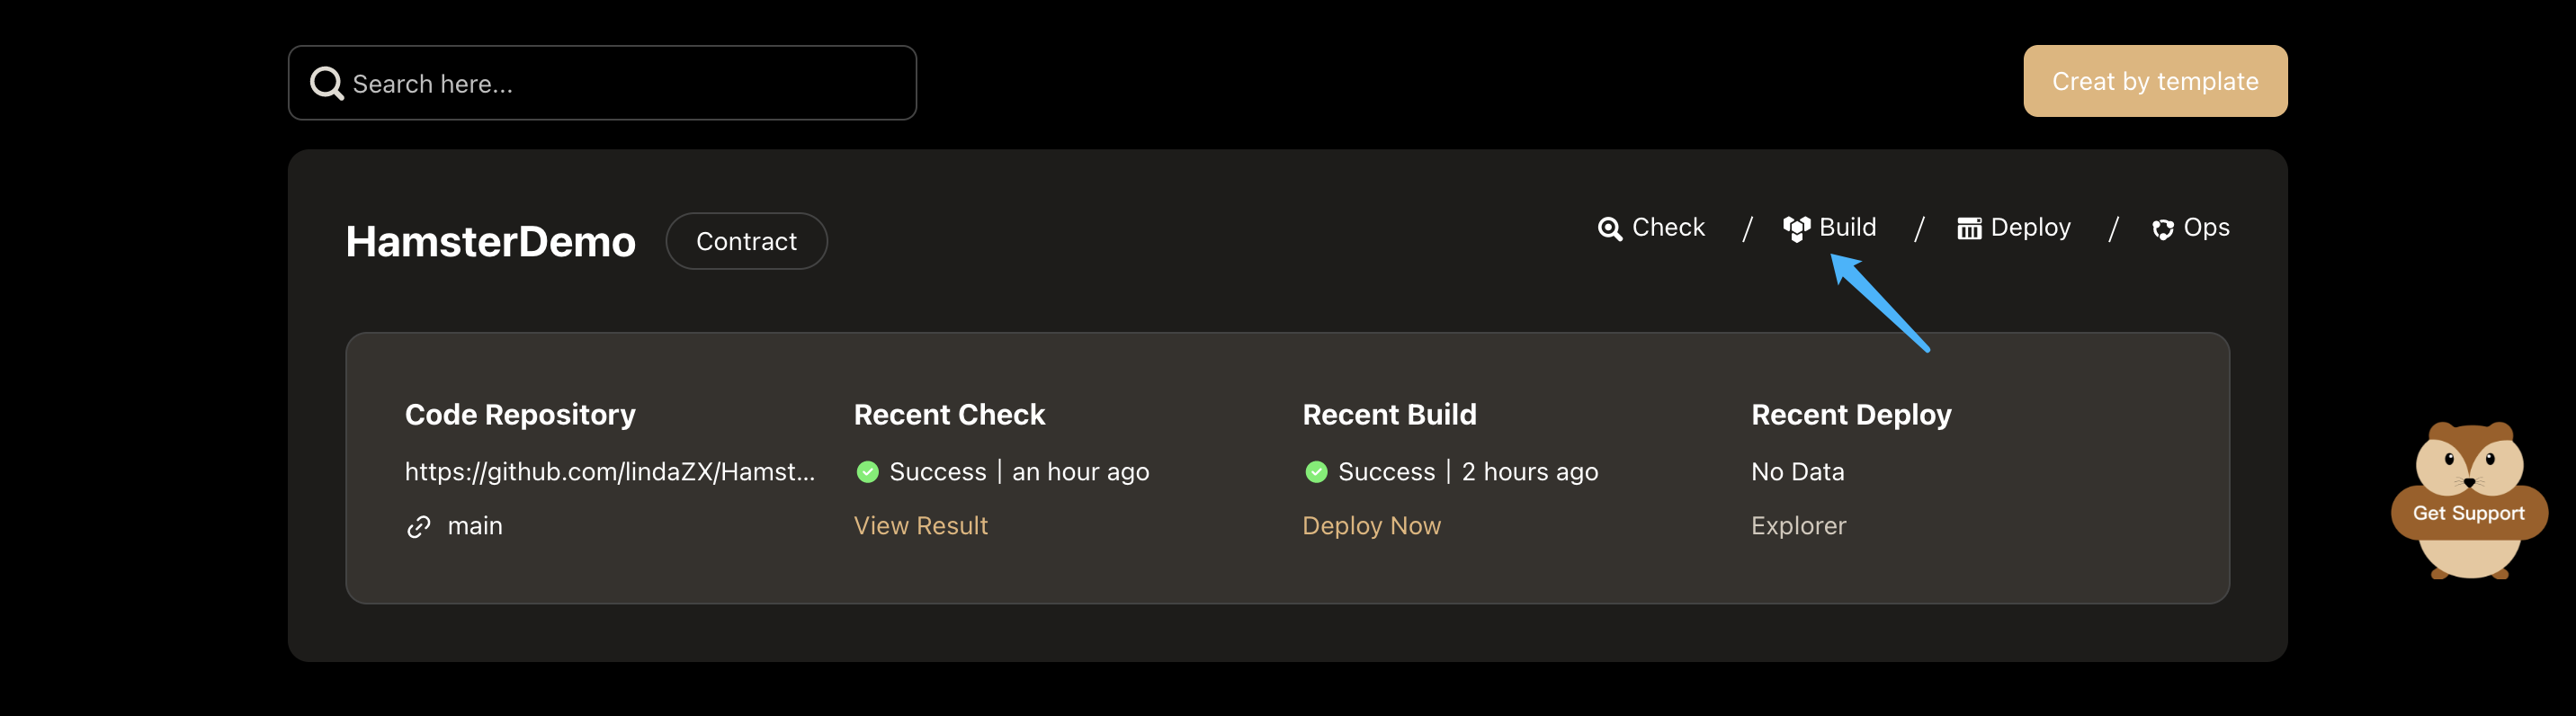 Search here...
Creat by template
HamsterDemo
Contract
Check / Build / Deploy / Ops
Code Repository
https://github.com/lindaZX/Hamst...
main
Recent Check
Success | an hour ago
View Result
Recent Build
Success | 2 hours ago
Deploy Now
Recent Deploy
No Data
Explorer
Get Support